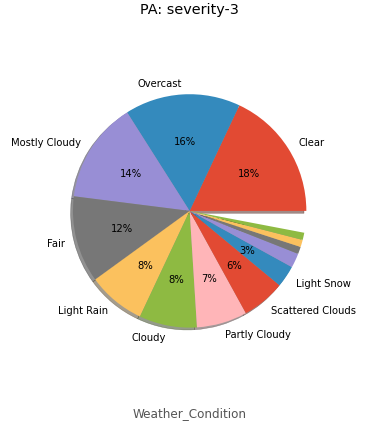 PA: severity-3
Overcast
Clear
Mostly Cloudy
16%
18%
14%
12%
Fair
8%
8%
7%
6%
3%
Light Snow
Light Rain
Scattered Clouds
Cloudy
Partly Cloudy
Weather_Condition